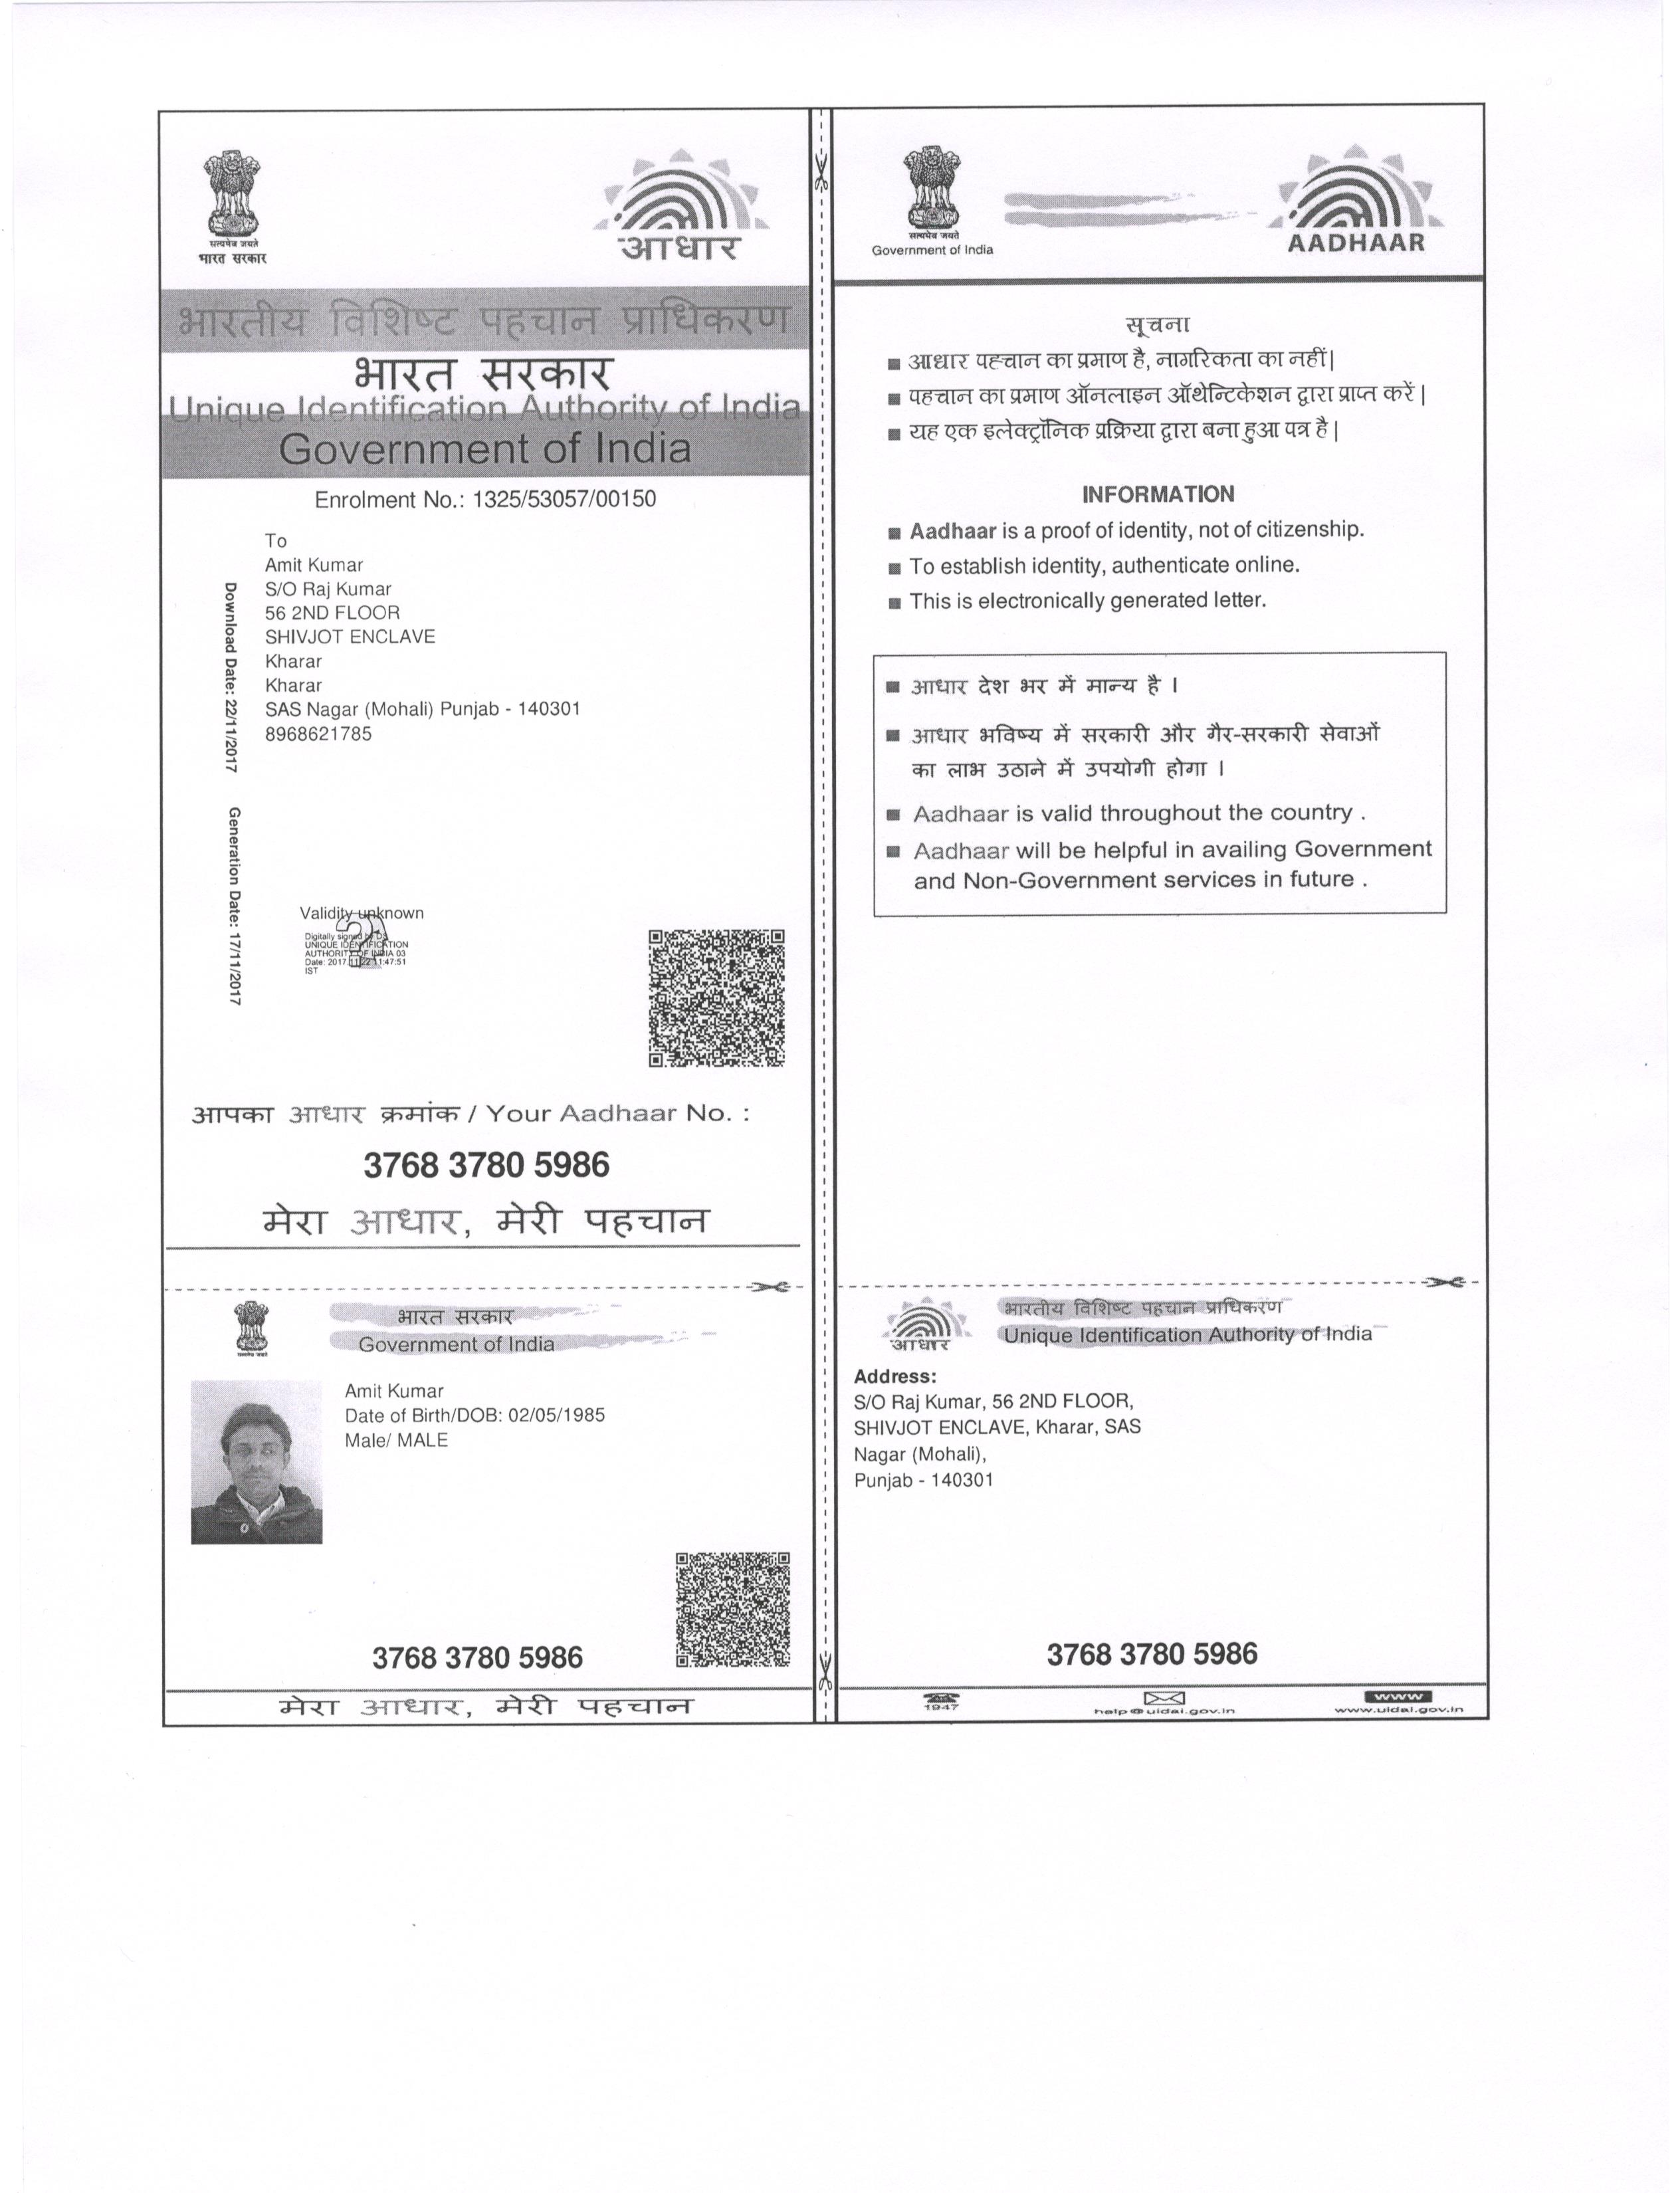 सत्यमेव जयते
भारत सरकार
आधार
भारतीय विशिष्ट पहचान प्राधिकरण
भारत सरकार
Unique Identification Authority of India
Government of India
Enrolment No.: 1325/53057/00150
To
Amit Kumar
S/O Raj Kumar
56 2ND FLOOR
SHIVJOT ENCLAVE
Kharar
Kharar
SAS Nagar (Mohali) Punjab - 140301
8968621785
Download Date: 22/11/2017
Generation Date: 17/11/2017
Validity unknown
Digitally signed by DS
UNIQUE IDENTIFICATION
AUTHORITY OF INDIA 03
Date: 2017.11.22 11:47:51
IST
आपका आधार क्रमांक / Your Aadhaar No. :
3768 3780 5986
मेरा आधार, मेरी पहचान
सत्यमेव जयते
Government of India
AADHAAR
सूचना
आधार पहचान का प्रमाण है, नागरिकता का नहीं|
पहचान का प्रमाण ऑनलाइन ऑथेन्टिकेशन द्वारा प्राप्त करें|
यह एक इलेक्ट्रॉनिक प्रक्रिया द्वारा बना हुआ पत्र है|
INFORMATION
Aadhaar is a proof of identity, not of citizenship.
To establish identity, authenticate online.
This is electronically generated letter.
आधार देश भर में मान्य है ।
आधार भविष्य में सरकारी और गैर-सरकारी सेवाओं
का लाभ उठाने में उपयोगी होगा ।
Aadhaar is valid throughout the country .
Aadhaar will be helpful in availing Government
and Non-Government services in future .
भारत सरकार
Government of India
Amit Kumar
Date of Birth/DOB: 02/05/1985
Male/ MALE
3768 3780 5986
मेरा आधार, मेरी पहचान
आधार
भारतीय विशिष्ट पहचान प्राधिकरण
Unique Identification Authority of India
Address:
S/O Raj Kumar, 56 2ND FLOOR,
SHIVJOT ENCLAVE, Kharar, SAS
Nagar (Mohali),
Punjab - 140301
3768 3780 5986
1947
help@uidai.gov.in
www
www.uidai.gov.in